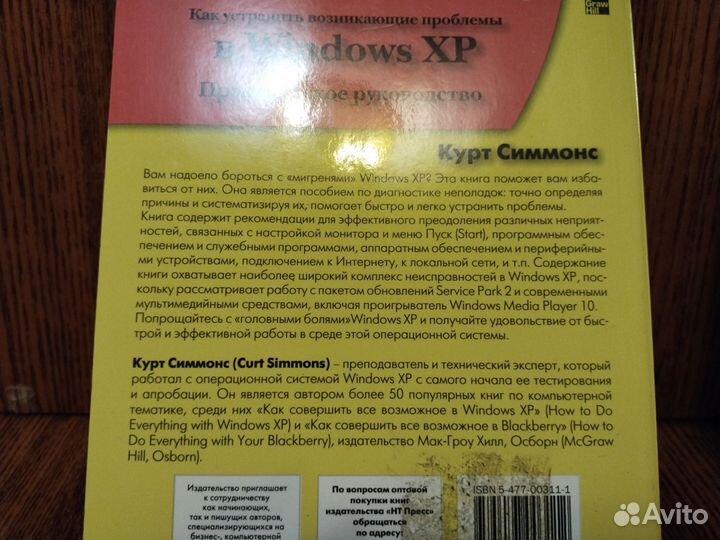 Graw
Hill
Как устранить возникающие проблемы
в Windows XP
руководство
Курт Симмонс
Вам надоело бороться с «мигренями» Windows XP? Эта книга поможет вам изба-
виться от них. Она является пособием по диагностике неполадок: точно определяя
причины и систематизируя их, помогает быстро и легко устранить проблемы.
Книга содержит рекомендации для эффективного преодоления различных неприят-
ностей, связанных с настройкой монитора и меню Пуск (Start), программным обес-
печением и служебными программами, аппаратным обеспечением и периферийны-
ми устройствами, подключением к Интернету, к локальной сети, и т.п. Содержание
книги охватывает наиболее широкий комплекс неисправностей в Windows XP, пос-
кольку рассматривает работу с пакетом обновлений Service Park 2 и современными
мультимедийными средствами, включая проигрыватель Windows Media Player 10.
Попрощайтесь с «головными болями»Windows XP и получайте удовольствие от быс-
трой и эффективной работы в среде этой операционной системы.
Курт Симмонс (Curt Simmons) – преподаватель и технический эксперт, который
работал с операционной системой Windows XP с самого начала ее тестирования
и апробации. Он является автором более 50 популярных книг по компьютерной
тематике, среди них «Как совершить все возможное в Windows XP» (How to Do
Everything with Windows XP) и «Как совершить все возможное в Blackberry» (How
to Do Everything with Your Blackberry), издательство Мак-Гроу Хилл, Осборн (McGraw
Hill, Osborn).
Издательство приглашает
к сотрудничеству
как начинающих,
так и пишущих авторов,
специализирующихся на
бизнес-, компьютерной
По вопросам оптовой
покупки книг
издательства «НТ Пресс»
обращаться
по адресу:
ISBN 5-477-00311-1
Avito